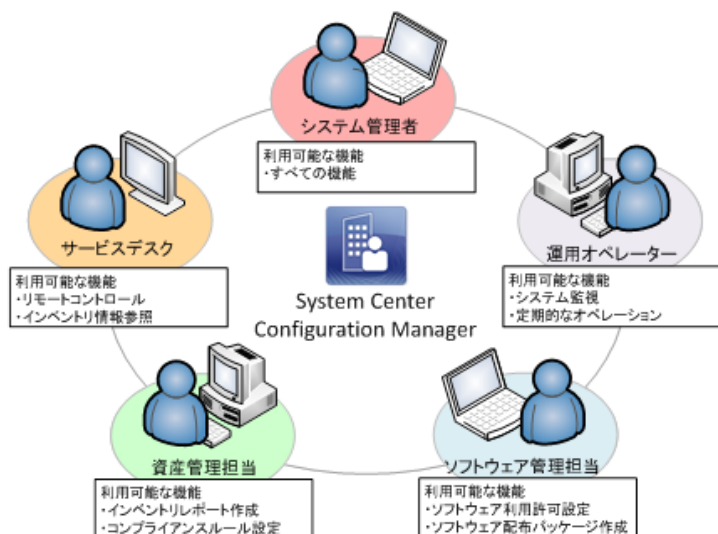 システム管理者
利用可能な機能
・すべての機能
サービスデスク
利用可能な機能
・リモートコントロール
・インベントリ情報参照
運用オペレーター
利用可能な機能
・システム監視
・定期的なオペレーション
System Center
Configuration Manager
資産管理担当
利用可能な機能
・インベントリレポート作成
・コンプライアンスルール設定
ソフトウェア管理担当
利用可能な機能
・ソフトウェア利用許可設定
・ソフトウェア配布パッケージ作成